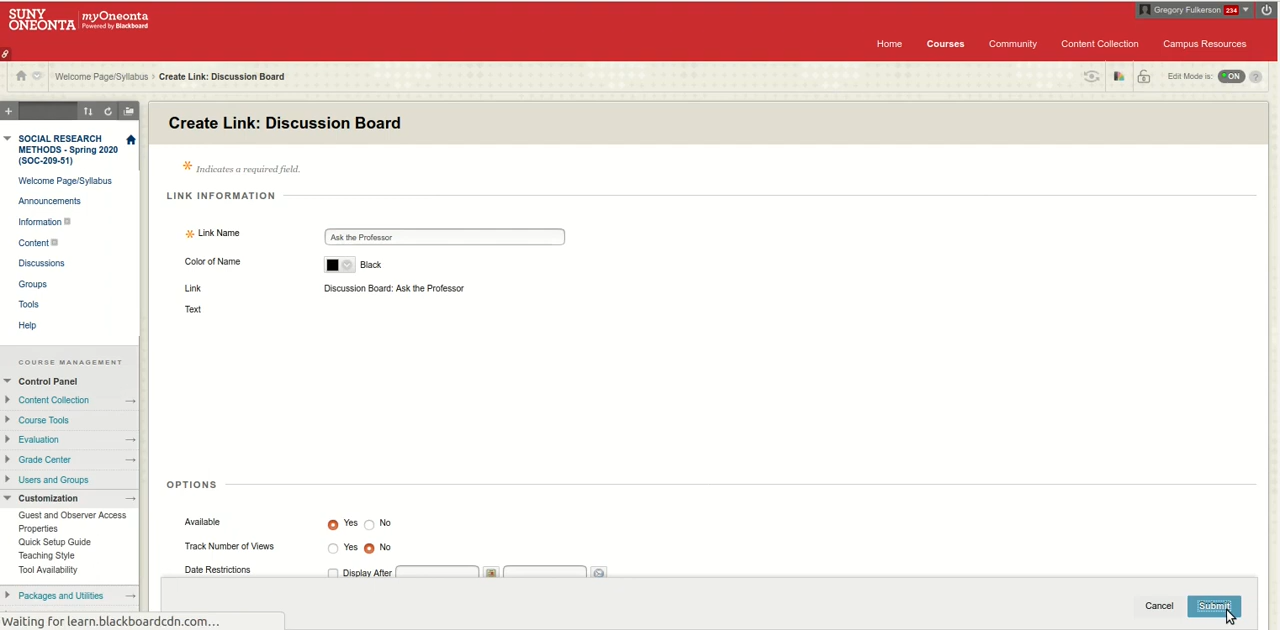 SUNY
ONEONTA
myOneonta
Powered by Blackboard
Gregory Fulkerson 234
Home Courses Community Content Collection Campus Resources
Welcome Page/Syllabus Create Link: Discussion Board
Edit Mode is: ON ?
Create Link: Discussion Board
Indicates a required field.
LINK INFORMATION
Link Name
Ask the Professor
Color of Name
Black
Link
Discussion Board: Ask the Professor
Text
OPTIONS
Available
Yes No
Track Number of Views
Yes No
Date Restrictions
Display After
Cancel Submit
SOCIAL RESEARCH
METHODS - Spring 2020
(SOC-209-51)
Welcome Page/Syllabus
Announcements
Information
Content
Discussions
Groups
Tools
Help
COURSE MANAGEMENT
Control Panel
Content Collection
Course Tools
Evaluation
Grade Center
Users and Groups
Customization
Guest and Observer Access
Properties
Quick Setup Guide
Teaching Style
Tool Availability
Packages and Utilities
Waiting for learn.blackboardcdn.com...